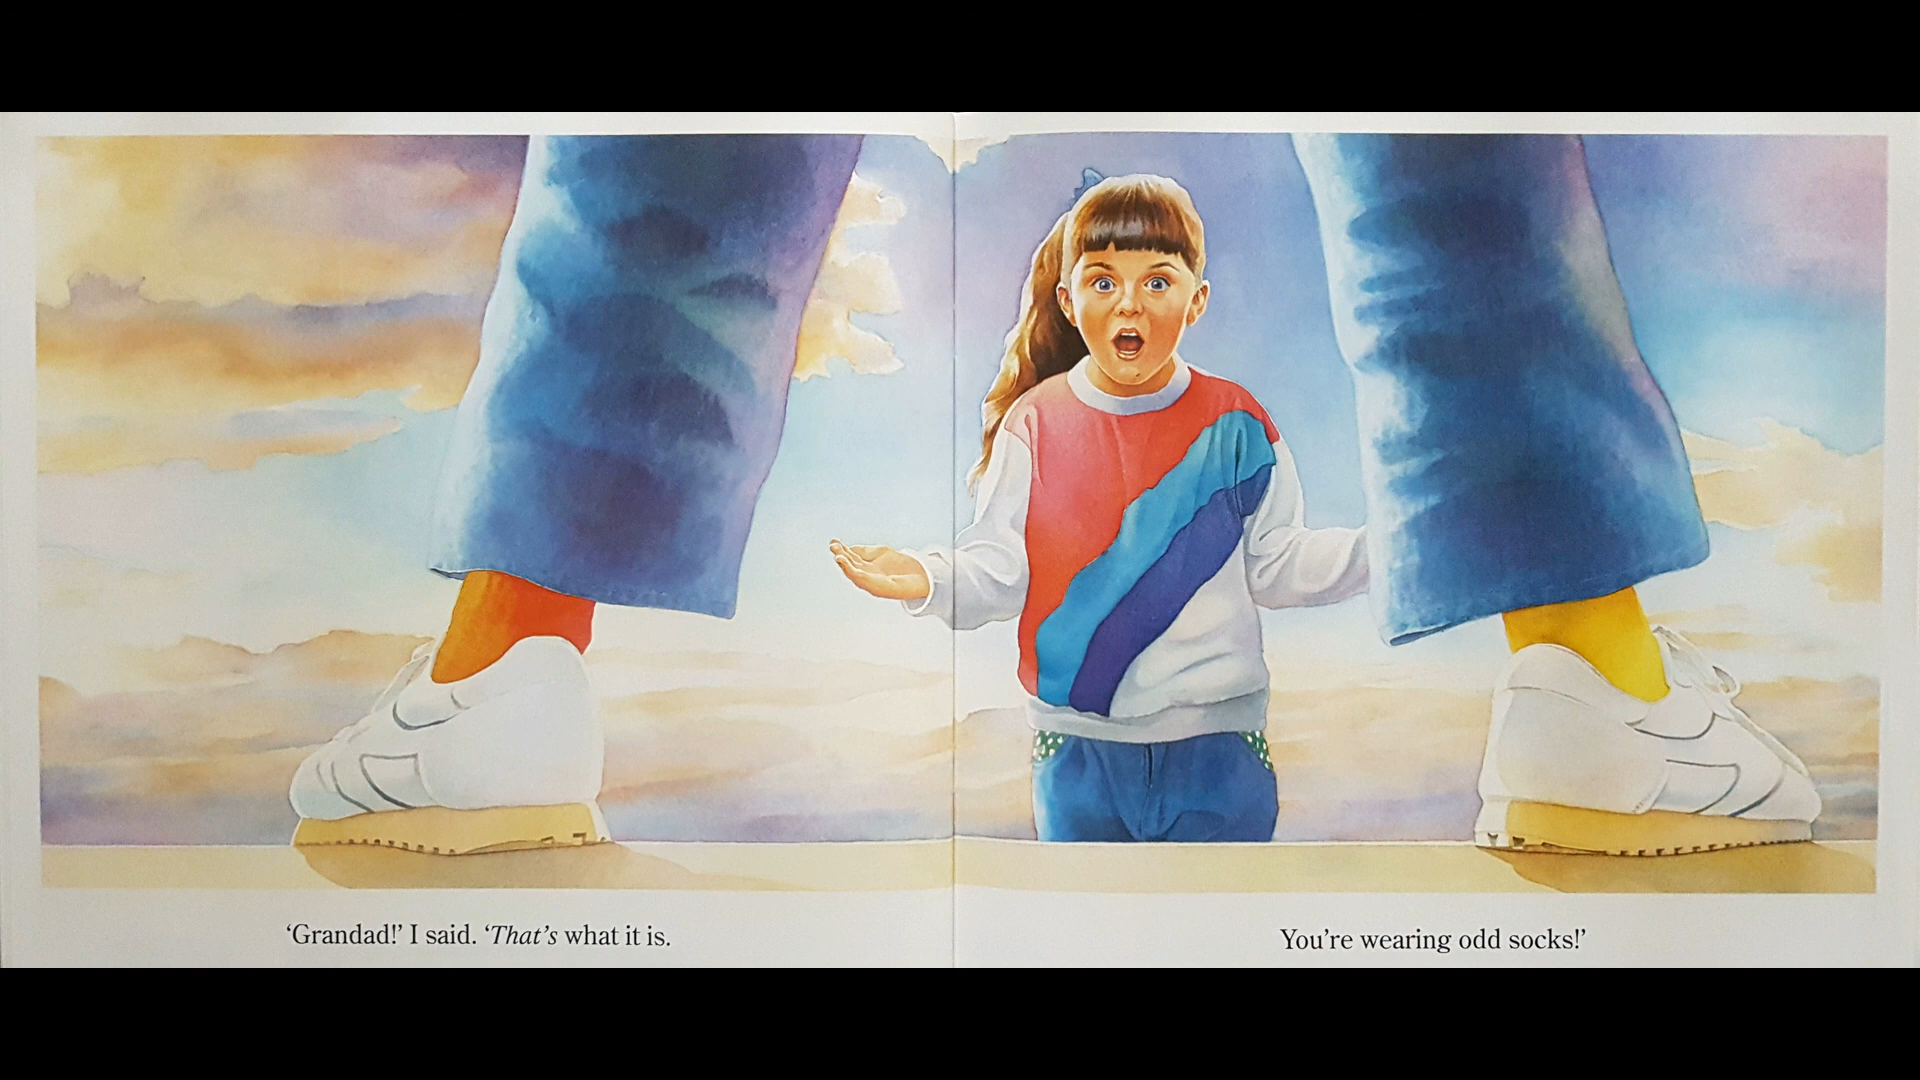 ‘Grandad!’ I said. ‘That’s what it is.
You’re wearing odd socks!’